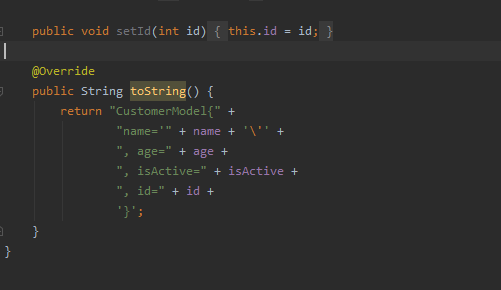 public void setId(int id) { this.id = id; }
@Override
public String toString() {
return "CustomerModel{" +
"name='" + name + '\'' +
", age=" + age +
", isActive=" + isActive +
", id=" + id +
'}';
}
}